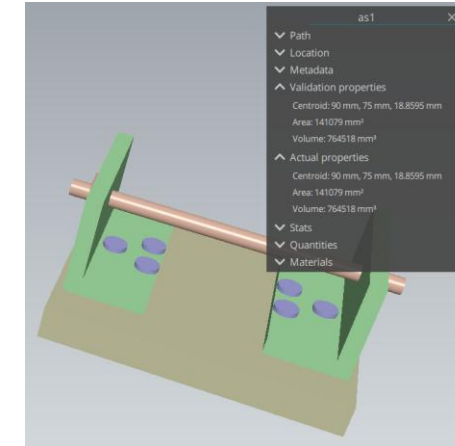 as1
Path
Location
Metadata
Validation properties
Centroid: 90 mm, 75 mm, 18.8595 mm
Area: 141079 mm²
Volume: 764518 mm³
Actual properties
Centroid: 90 mm, 75 mm, 18.8595 mm
Area: 141079 mm²
Volume: 764518 mm³
Stats
Quantities
Materials